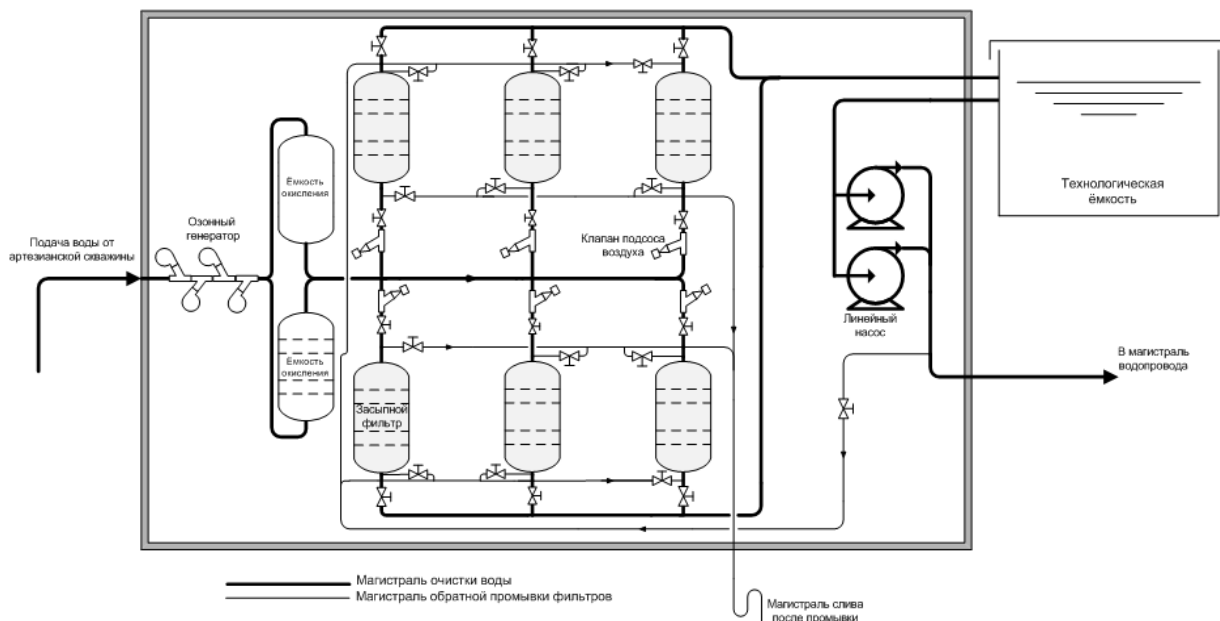 Ёмкость
окисления
Озонный
генератор
Подача воды от
артезианской скважины
Клапан подсоса
воздуха
Технологическая
ёмкость
Линейный
насос
Ёмкость
окисления
В магистраль
водопровода
Засыпной
фильтр
Магистраль очистки воды
Магистраль обратной промывки фильтров
Магистраль слива
после промывки